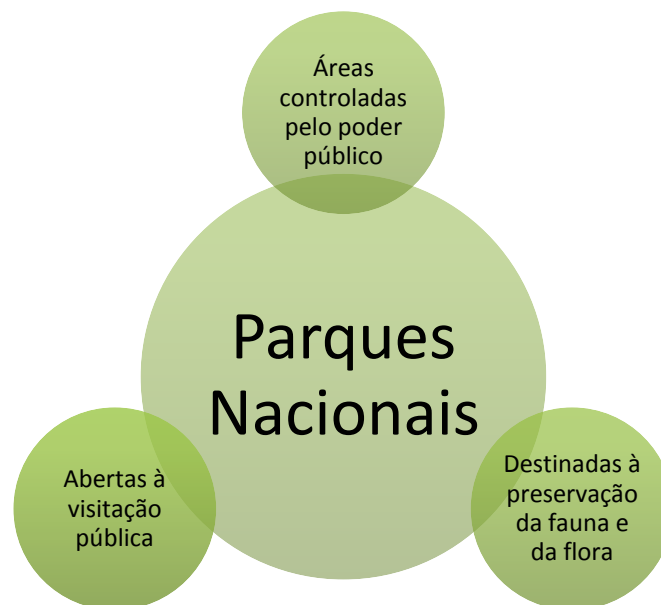 Áreas
controladas
pelo poder
público
Parques
Nacionais
Abertas à
visitação
pública
Destinadas à
preservação
da fauna e
da flora